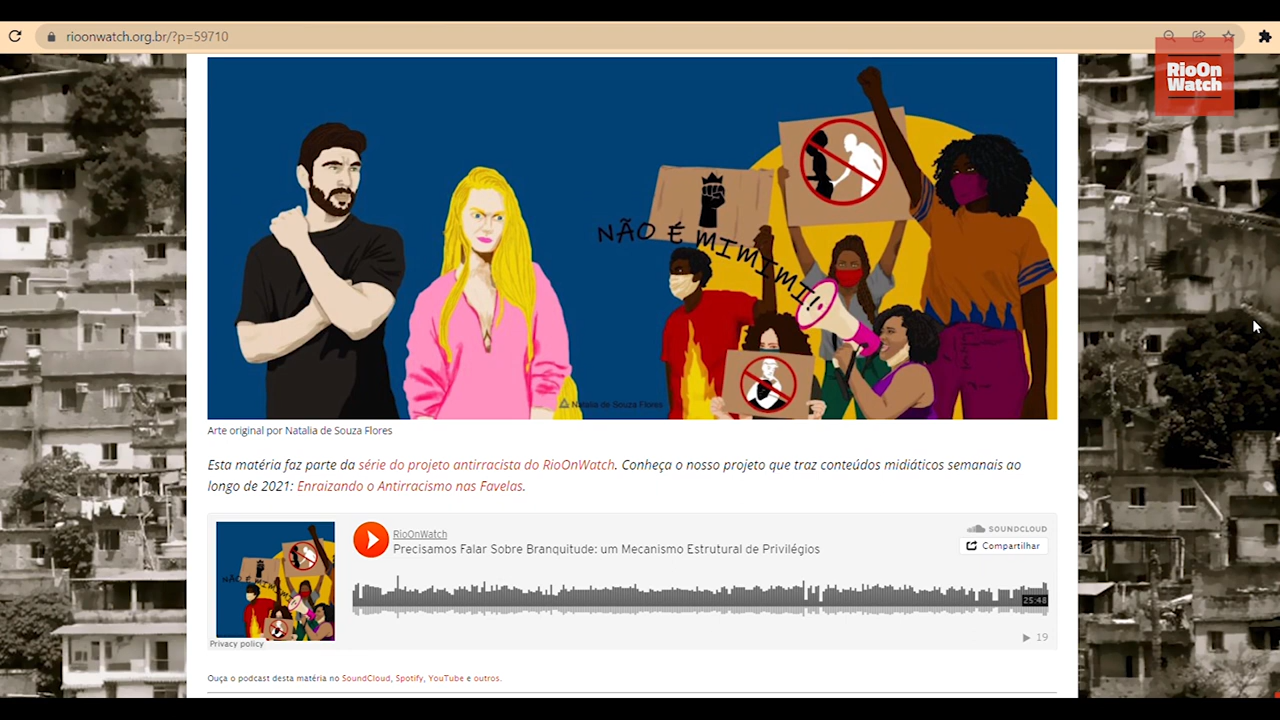 rioonwatch.org.br/?p=59710
RioOn
Watch
NÃO É MIMIMI!
Natalia de Souza Flores
Arte original por Natalia de Souza Flores
Esta matéria faz parte da série do projeto antirracista do RioOnWatch. Conheça o nosso projeto que traz conteúdos midiáticos semanais ao
longo de 2021: Enraizando o Antirracismo nas Favelas.
RioOnWatch
Precisamos Falar Sobre Branquitude: um Mecanismo Estrutural de Privilégios
SOUNDCLOUD
Compartilhar
25:48
19
Privacy policy
Ouça o podcast desta matéria no SoundCloud, Spotify, YouTube e outros.